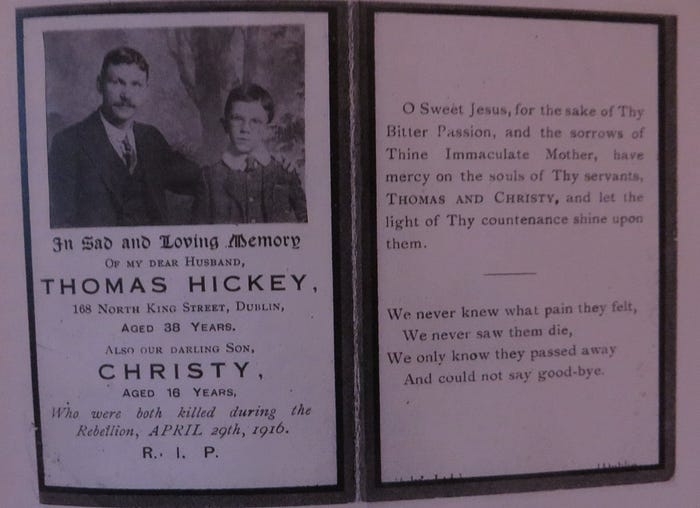 In Sad and Loving Memory
OF MY DEAR HUSBAND,
THOMAS HICKEY,
168 NORTH KING STREET, DUBLIN,
AGED 38 YEARS.
ALSO OUR DARLING SON,
CHRISTY,
AGED 16 YEARS,
Who were both killed during the
Rebellion, APRIL 29th, 1916.
R. I. P.
O Sweet Jesus, for the sake of Thy
Bitter Passion, and the sorrows of
Thine Immaculate Mother, have
mercy on the souls of Thy servants,
THOMAS AND CHRISTY, and let the
light of Thy countenance shine upon
them.
We never knew what pain they felt,
We never saw them die,
We only know they passed away
And could not say good-bye.